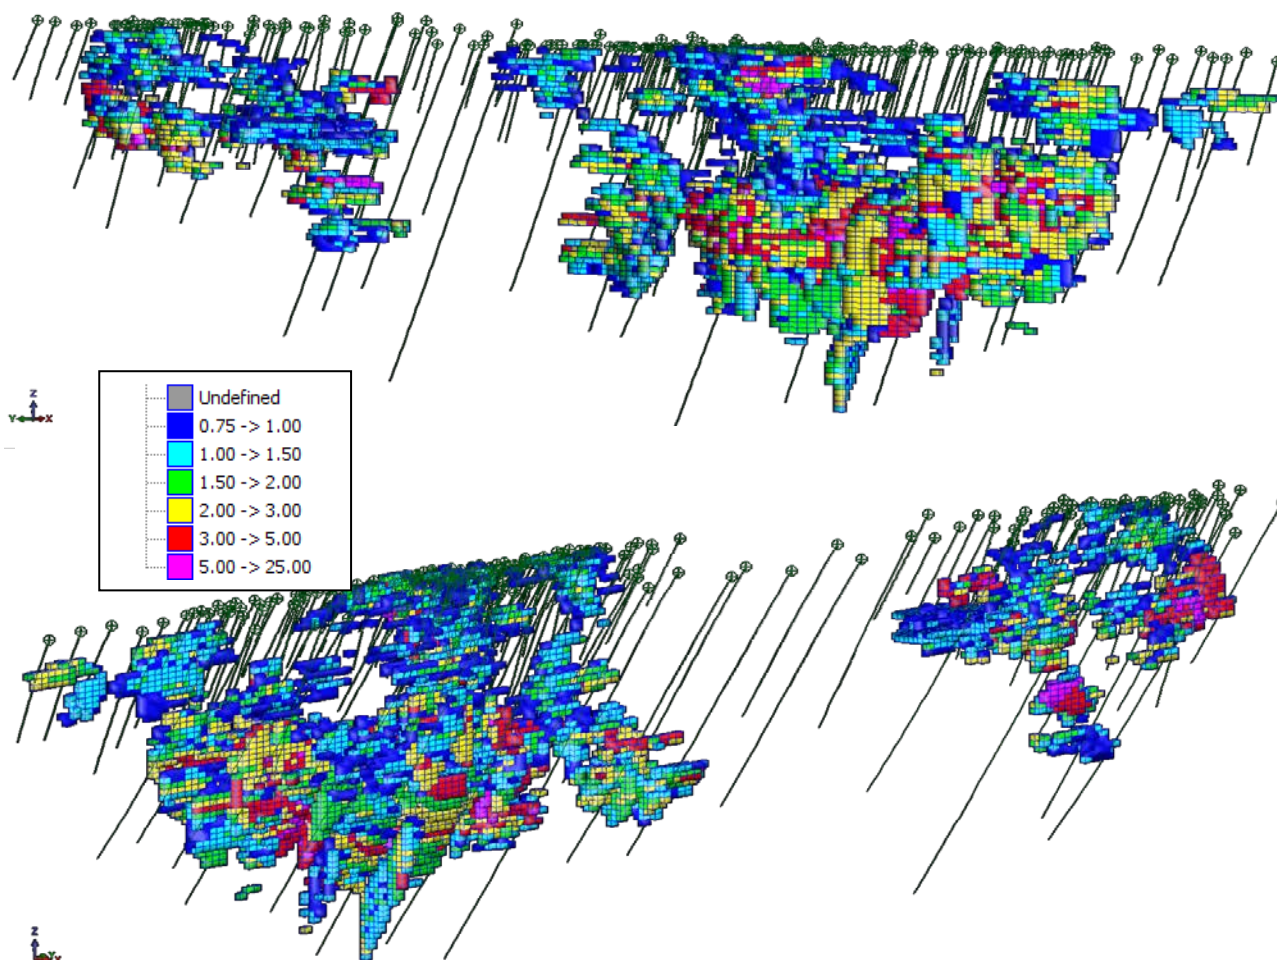 Z
Y X
Undefined
0.75 -> 1.00
1.00 -> 1.50
1.50 -> 2.00
2.00 -> 3.00
3.00 -> 5.00
5.00 -> 25.00
Z
Y
X